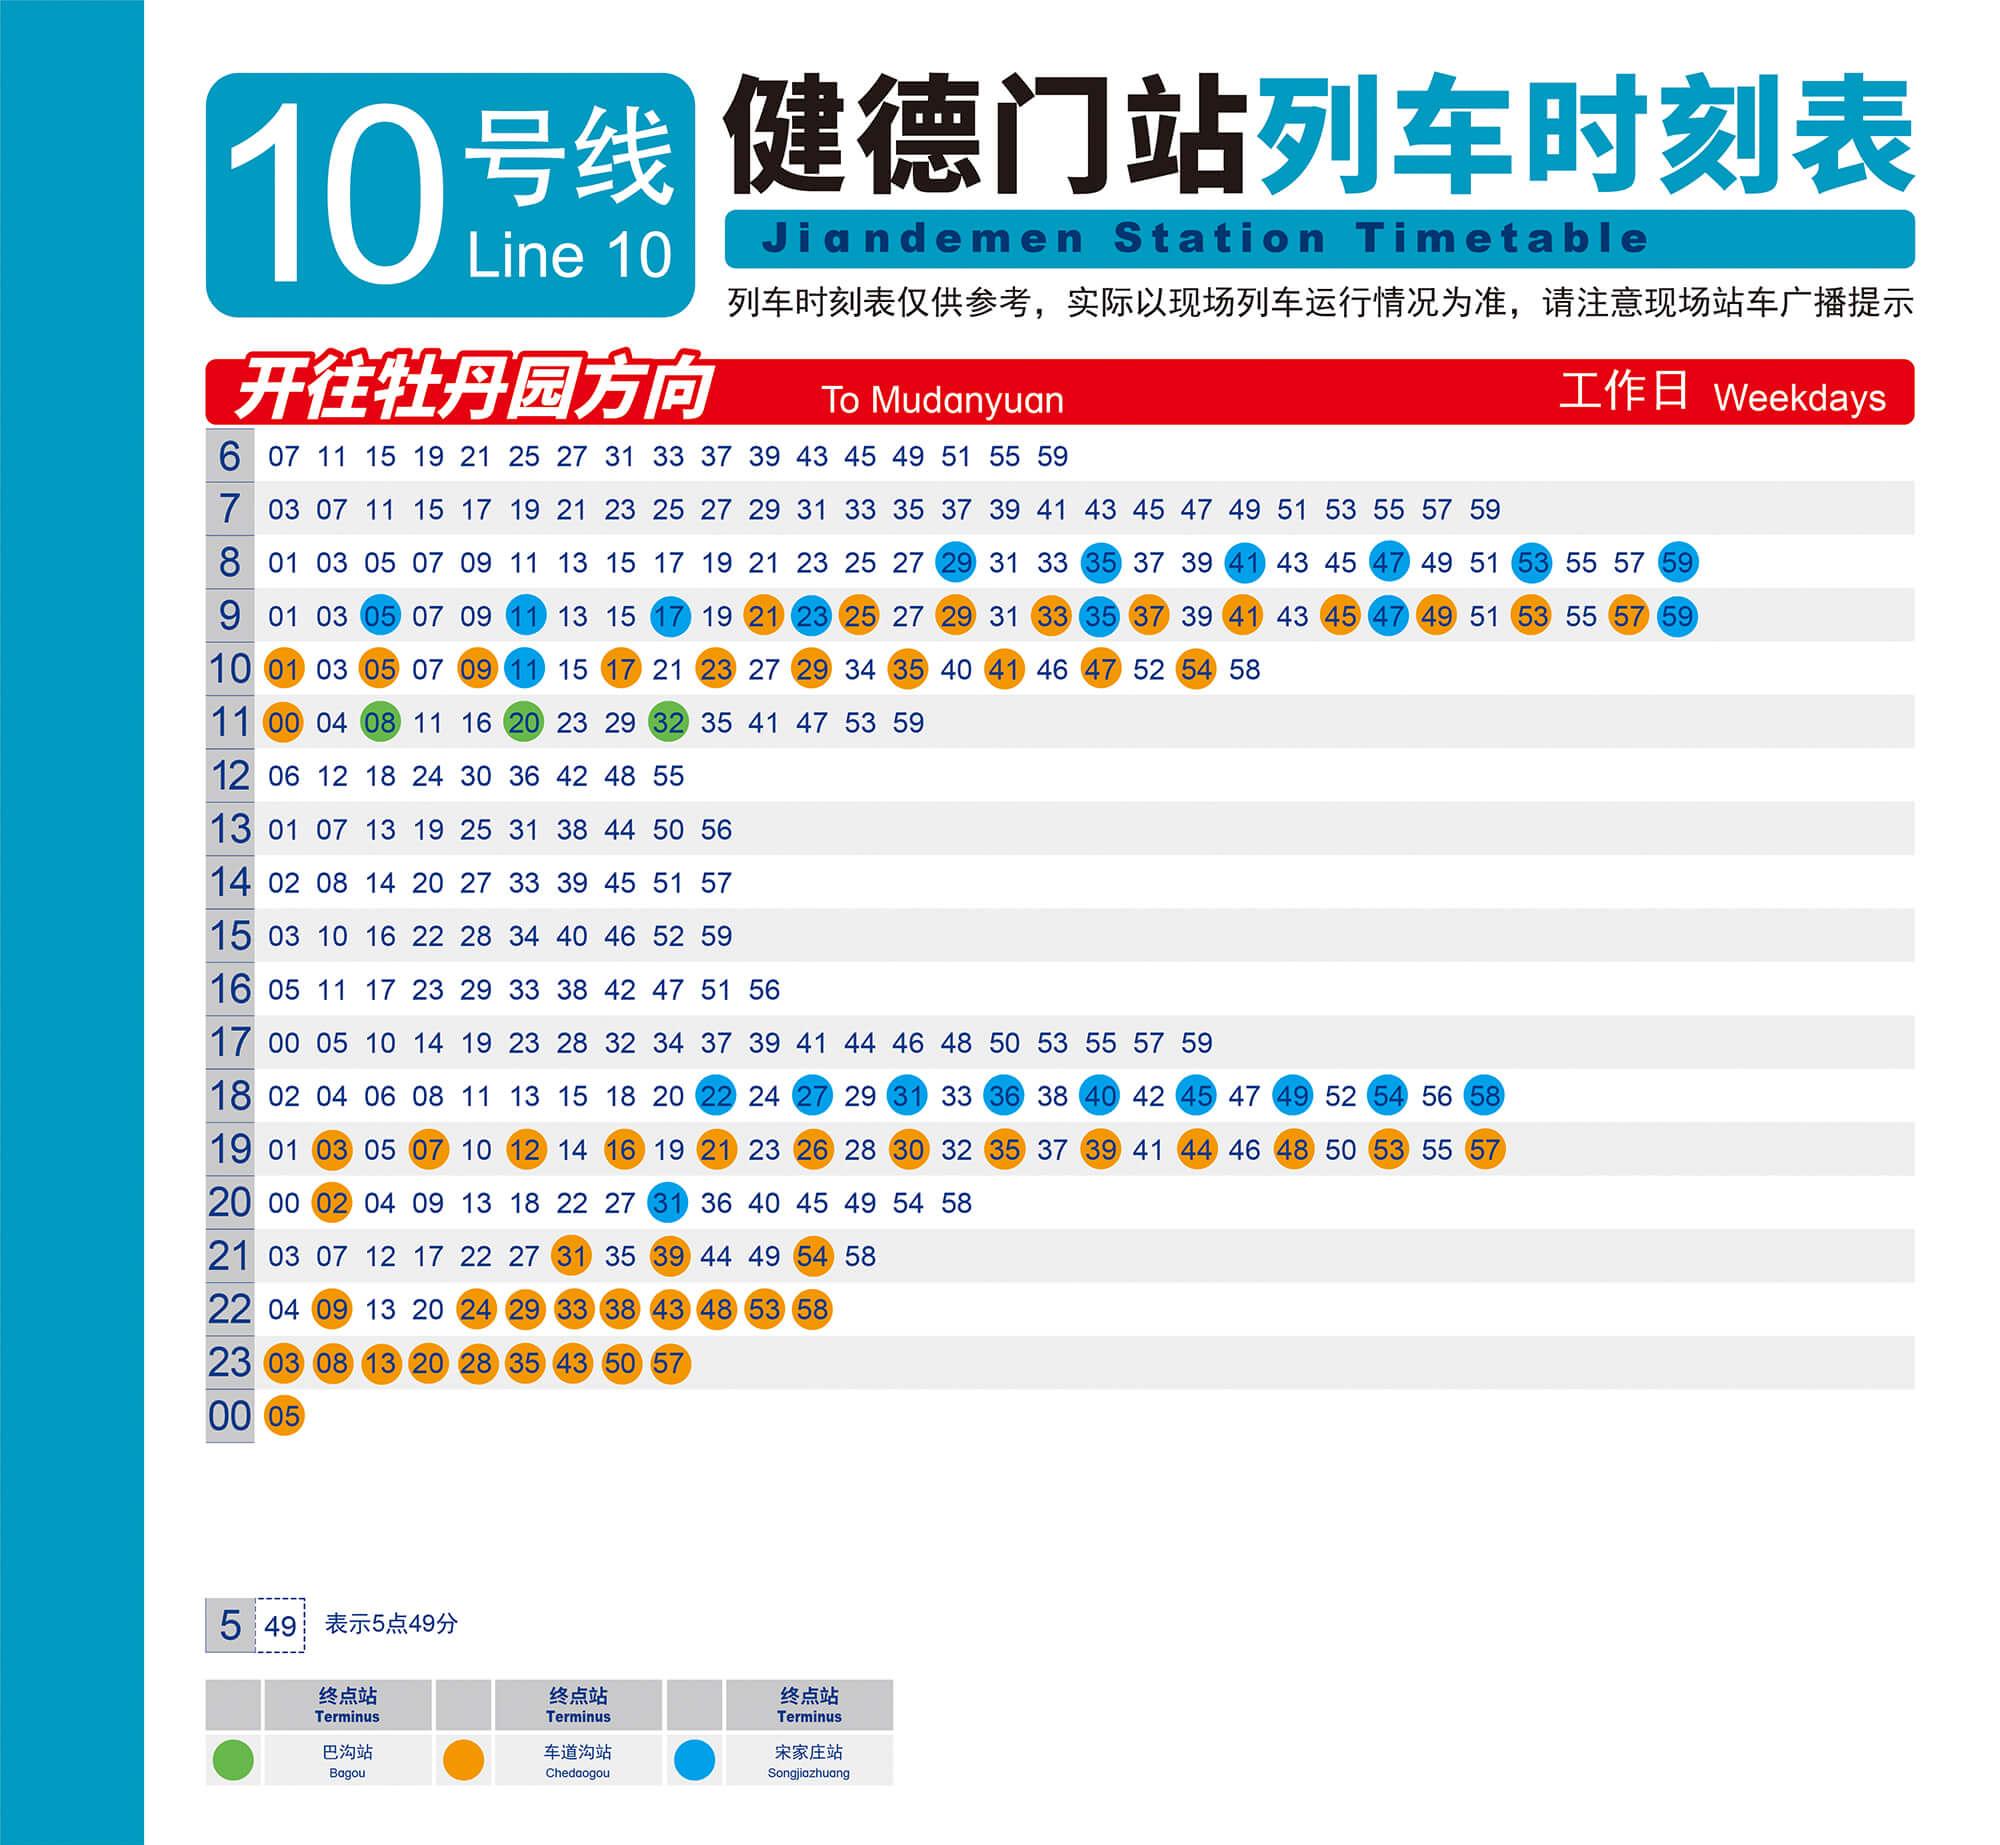 10号线
Line 10
健德门站列车时刻表
Jiandemen Station Timetable
列车时刻表仅供参考，实际以现场列车运行情况为准，请注意现场站车广播提示
开往牡丹园方向 To Mudanyuan 工作日 Weekdays
6 07 11 15 19 21 25 27 31 33 37 39 43 45 49 51 55 59
7 03 07 11 15 17 19 21 23 25 27 29 31 33 35 37 39 41 43 45 47 49 51 53 55 57 59
8 01 03 05 07 09 11 13 15 17 19 21 23 25 27 29 31 33 35 37 39 41 43 45 47 49 51 53 55 57 59
9 01 03 05 07 09 11 13 15 17 19 21 23 25 27 29 31 33 35 37 39 41 43 45 47 49 51 53 55 57 59
10 01 03 05 07 09 11 15 17 21 23 27 29 34 35 40 41 46 47 52 54 58
11 00 04 08 11 16 20 23 29 32 35 41 47 53 59
12 06 12 18 24 30 36 42 48 55
13 01 07 13 19 25 31 38 44 50 56
14 02 08 14 20 27 33 39 45 51 57
15 03 10 16 22 28 34 40 46 52 59
16 05 11 17 23 29 33 38 42 47 51 56
17 00 05 10 14 19 23 28 32 34 37 39 41 44 46 48 50 53 55 57 59
18 02 04 06 08 11 13 15 18 20 22 24 27 29 31 33 36 38 40 42 45 47 49 52 54 56 58
19 01 03 05 07 10 12 14 16 19 21 23 26 28 30 32 35 37 39 41 44 46 48 50 53 55 57
20 00 02 04 09 13 18 22 27 31 36 40 45 49 54 58
21 03 07 12 17 22 27 31 35 39 44 49 54 58
22 04 09 13 20 24 29 33 38 43 48 53 58
23 03 08 13 20 28 35 43 50 57
00 05
5 49 表示5点49分
终点站 终点站 终点站
Terminus Terminus Terminus
巴沟站 车道沟站 宋家庄站
Bagou Chedaogou Songjiazhuang